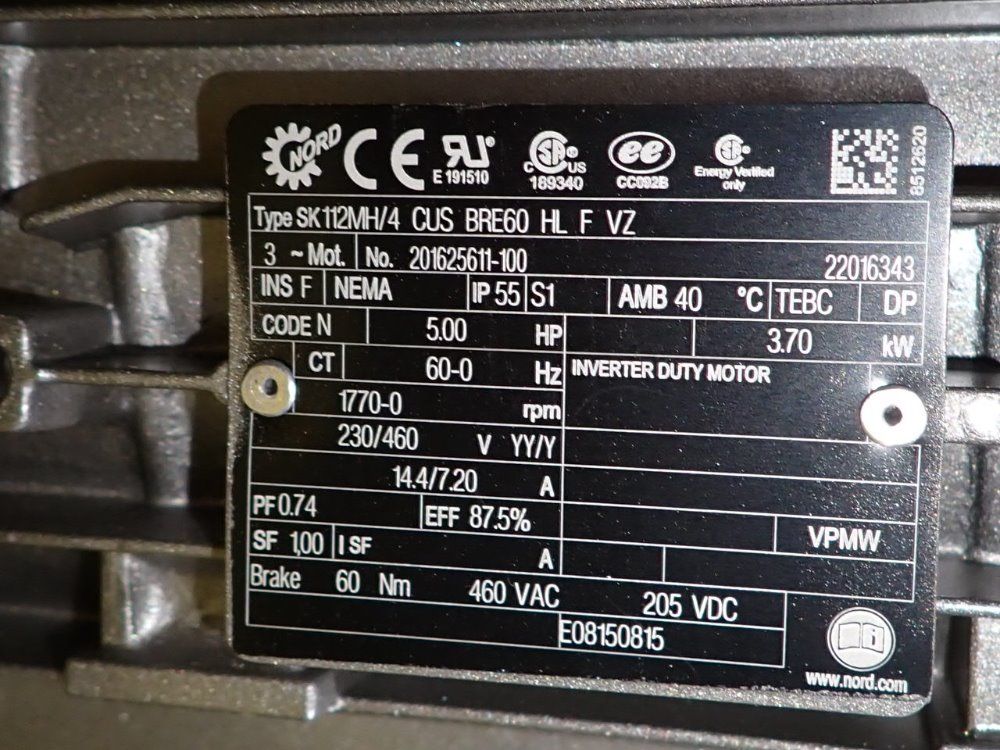 NORD CE RU E 191510 CSA C US 189340 ee CC092B Energy Verified only 8512620
Type SK112MH/4 CUS BRE60 HL F VZ
3 ~ Mot. No. 201625611-100 22016343
INS F NEMA IP 55 S1 AMB 40 °C TEBC DP
CODE N 5.00 HP 3.70 kW
CT 60-0 Hz INVERTER DUTY MOTOR
1770-0 rpm
230/460 V YY/Y
14.4/7.20 A
PF 0.74 EFF 87.5% VPMW
SF 1,00 I SF A
Brake 60 Nm 460 VAC 205 VDC
E08150815
www.nord.com